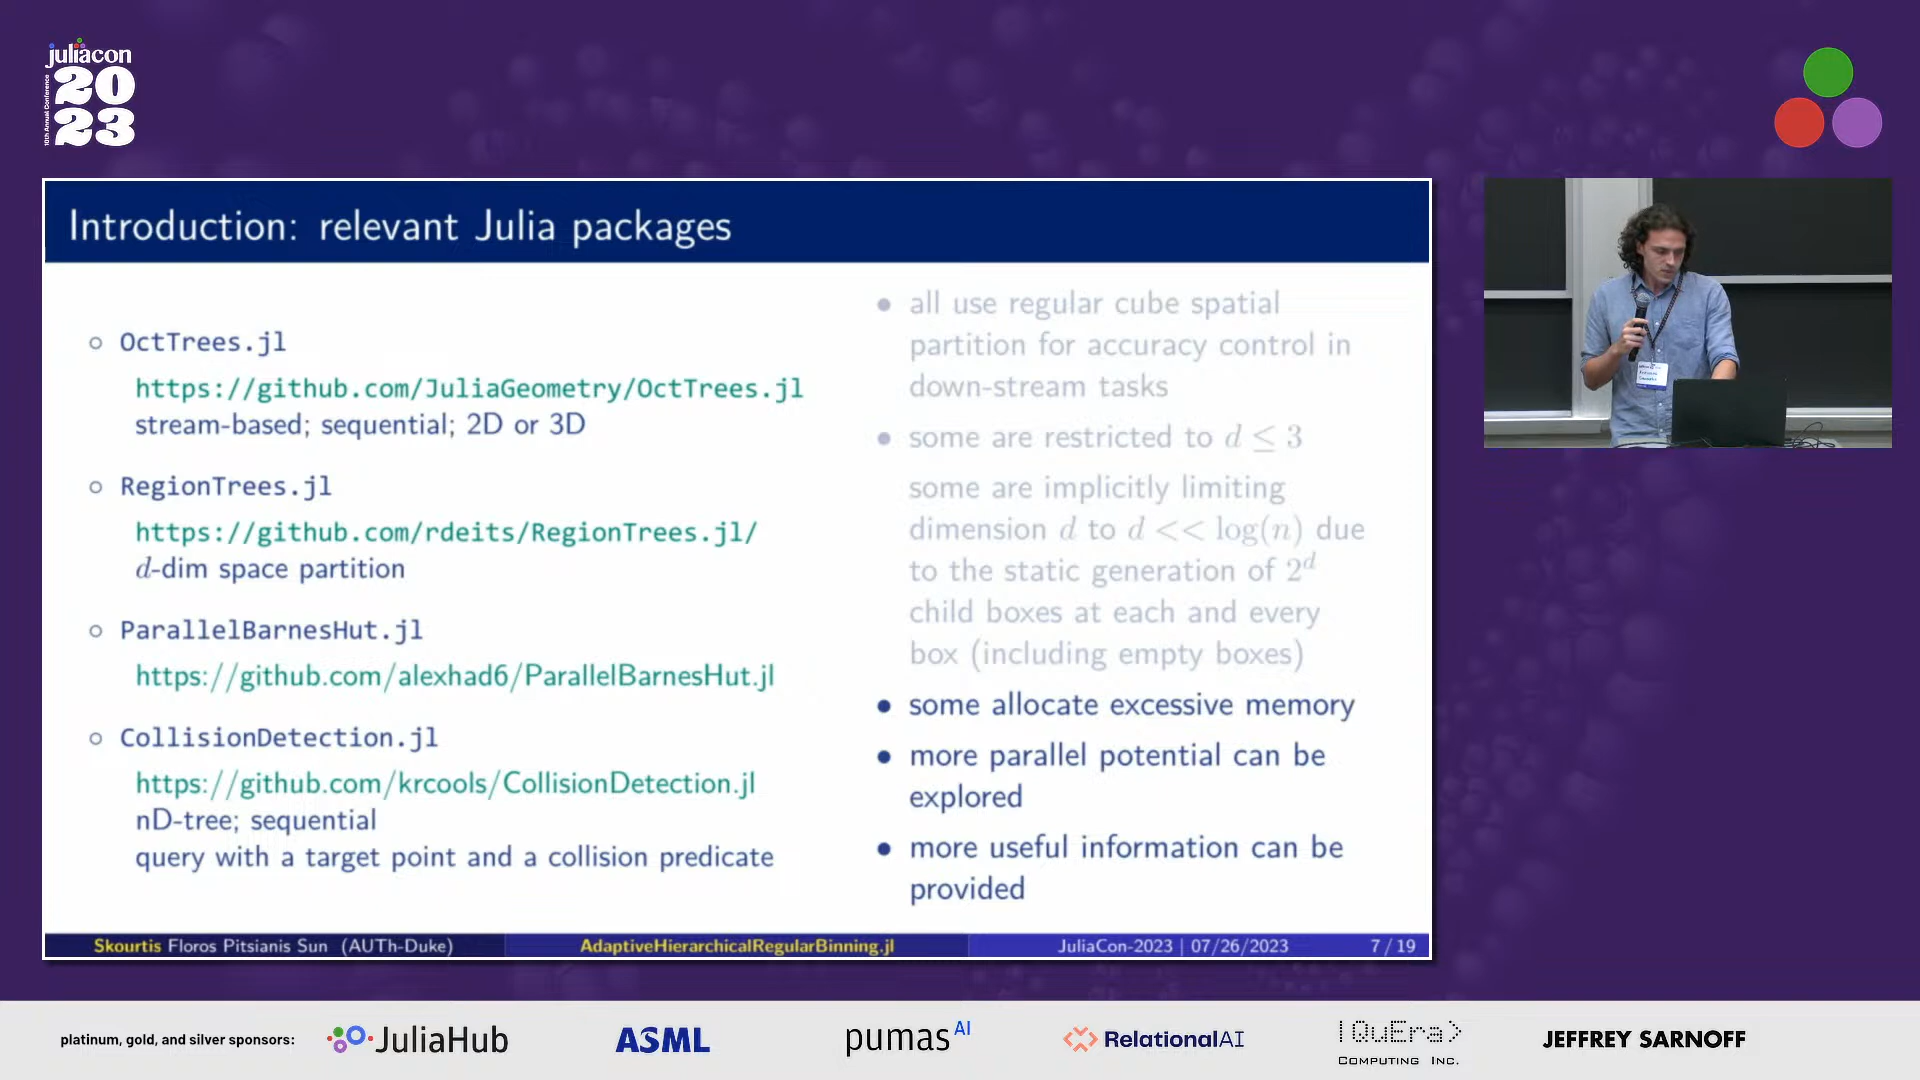 juliacon
2023
10th Annual Conference
Introduction: relevant Julia packages
OctTrees.jl
https://github.com/JuliaGeometry/OctTrees.jl
stream-based; sequential; 2D or 3D
RegionTrees.jl
https://github.com/rdeits/RegionTrees.jl/
d-dim space partition
ParallelBarnesHut.jl
https://github.com/alexhad6/ParallelBarnesHut.jl
CollisionDetection.jl
https://github.com/krcools/CollisionDetection.jl
nD-tree; sequential
query with a target point and a collision predicate
• all use regular cube spatial
partition for accuracy control in
down-stream tasks
• some are restricted to d ≤ 3
some are implicitly limiting
dimension d to d << log(n) due
to the static generation of 2^d
child boxes at each and every
box (including empty boxes)
• some allocate excessive memory
• more parallel potential can be
explored
• more useful information can be
provided
Skourtis Floros Pitsianis Sun (AUTh-Duke) AdaptiveHierarchicalRegularBinning.jl JuliaCon-2023 | 07/26/2023 7 / 19
platinum, gold, and silver sponsors: JuliaHub ASML pumas AI RelationalAI |QuEra> COMPUTING INC. JEFFREY SARNOFF